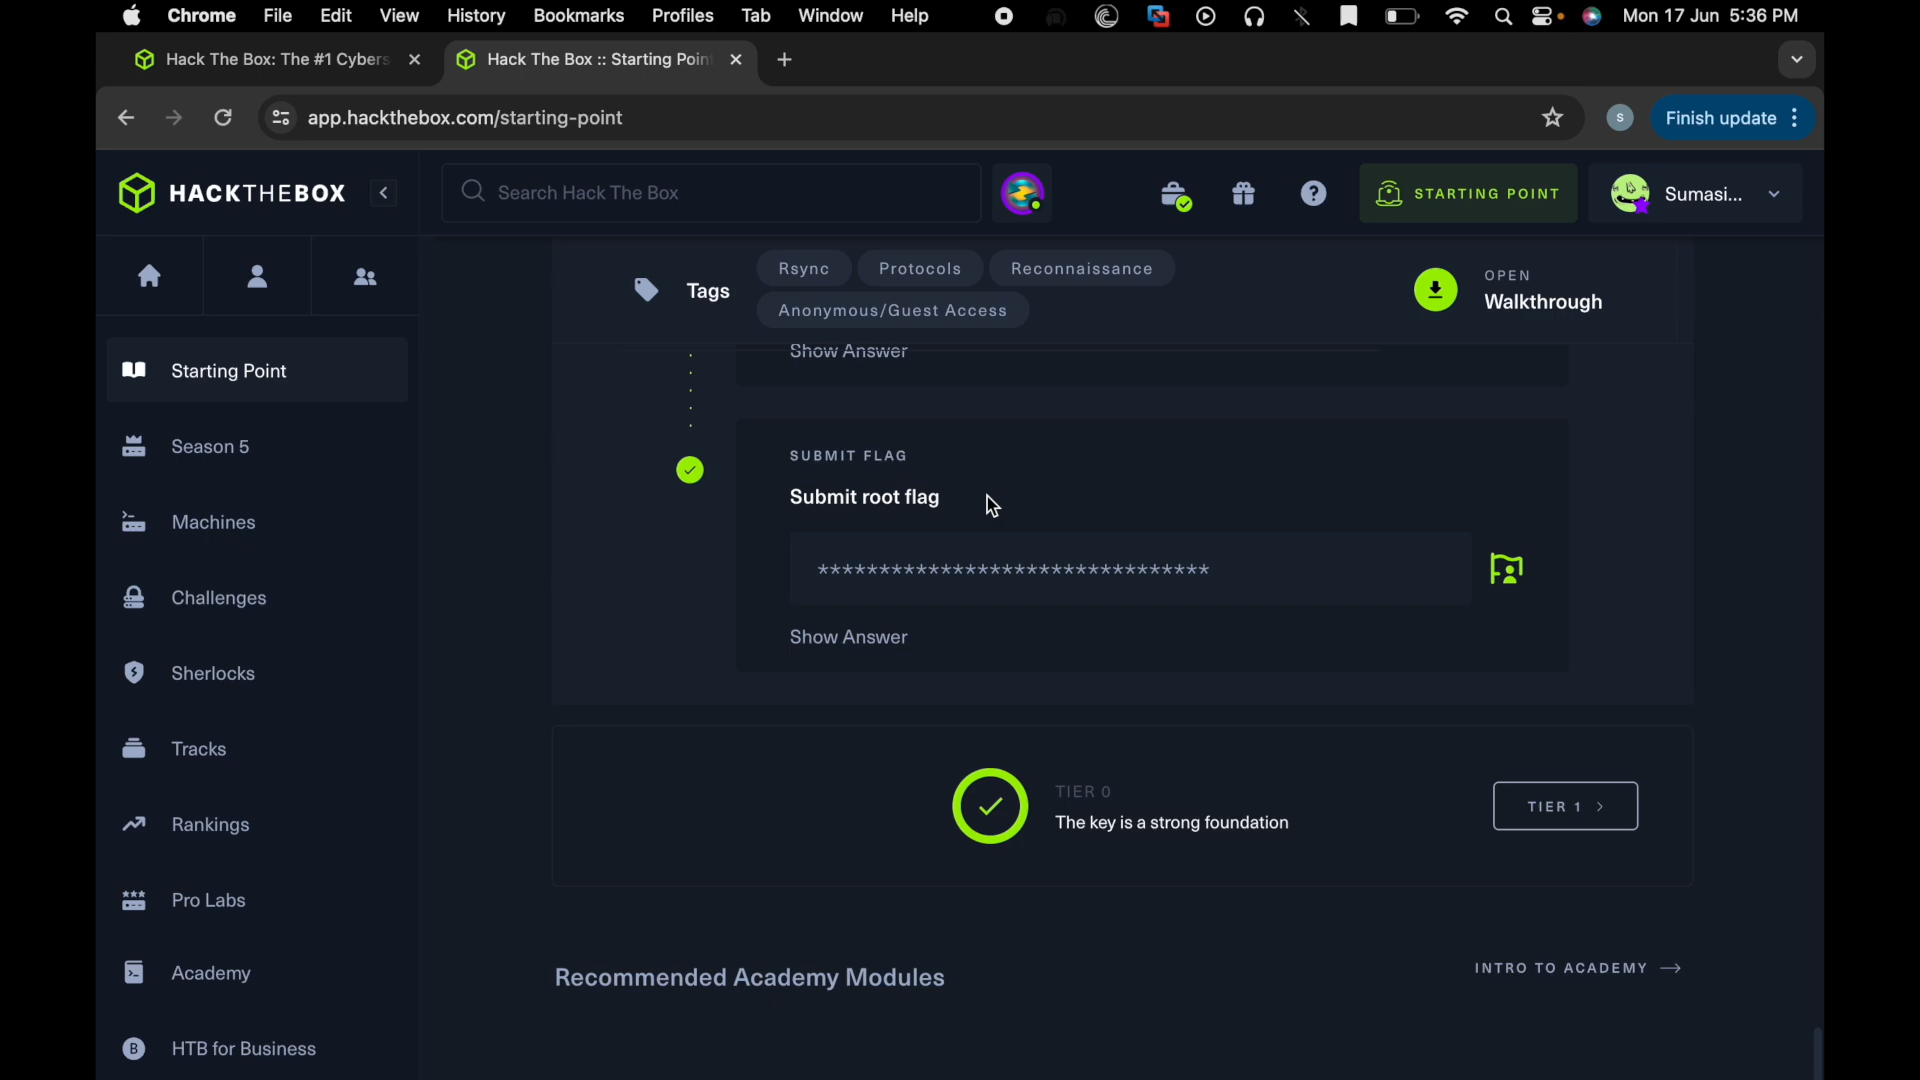 Chrome File Edit View History Bookmarks Profiles Tab Window Help Mon 17 Jun 5:36 PM
Hack The Box: The #1 Cybers Hack The Box :: Starting Poin
app.hackthebox.com/starting-point Finish update
HACKTHEBOX Search Hack The Box STARTING POINT Sumasi...
Rsync Protocols Reconnaissance
Tags
Anonymous/Guest Access
OPEN
Walkthrough
Show Answer
SUBMIT FLAG
Submit root flag
********************************
Show Answer
TIER 0
The key is a strong foundation
TIER 1 >
Recommended Academy Modules
INTRO TO ACADEMY
Starting Point
Season 5
Machines
Challenges
Sherlocks
Tracks
Rankings
Pro Labs
Academy
HTB for Business